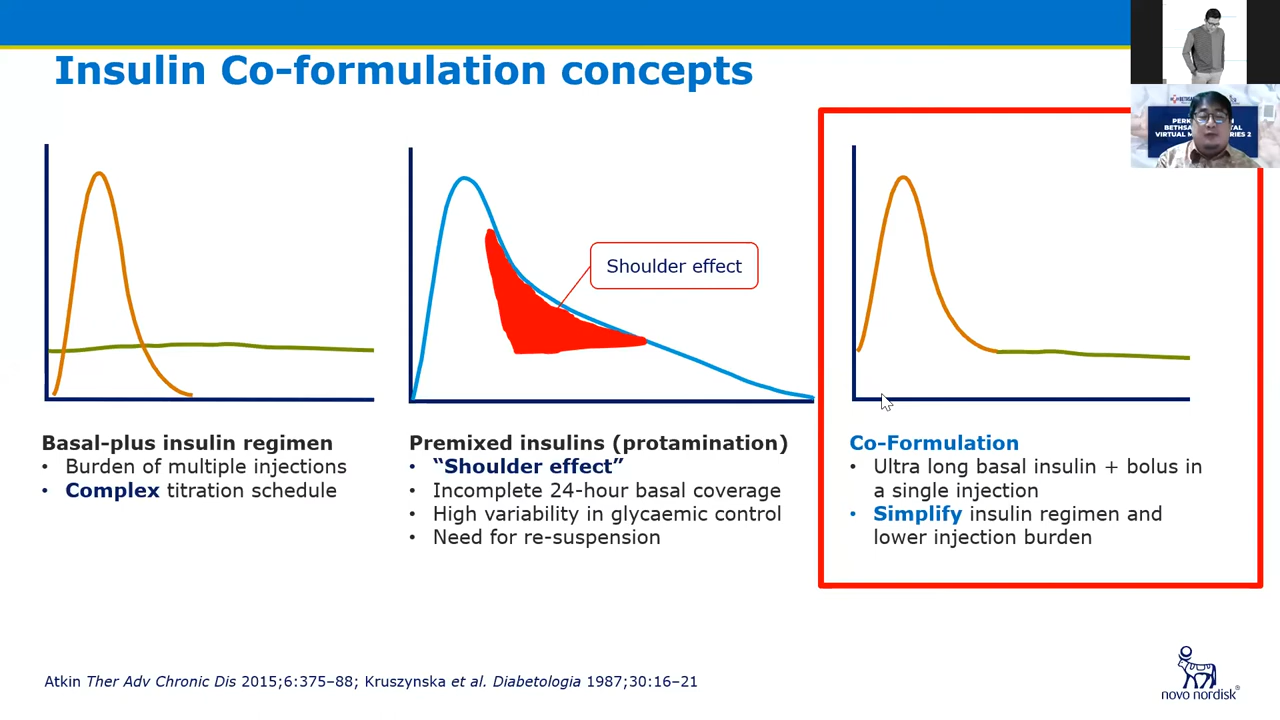 Insulin Co-formulation concepts
VIRTUAL
Shoulder effect
Basal-plus insulin regimen
• Burden of multiple injections
• Complex titration schedule
Premixed insulins (protamination)
• “Shoulder effect”
• Incomplete 24-hour basal coverage
• High variability in glycaemic control
• Need for re-suspension
Co-Formulation
• Ultra long basal insulin + bolus in
a single injection
• Simplify insulin regimen and
lower injection burden
Atkin Ther Adv Chronic Dis 2015;6:375–88; Kruszynska et al. Diabetologia 1987;30:16–21
novo nordisk®